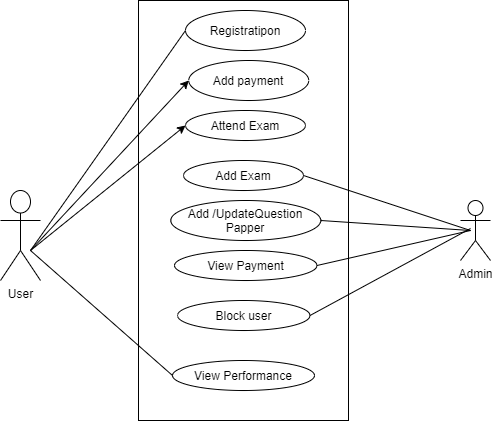 Registratipon
Add payment
Attend Exam
Add Exam
Add /UpdateQuestion
Papper
View Payment
Block user
View Performance
User
Admin